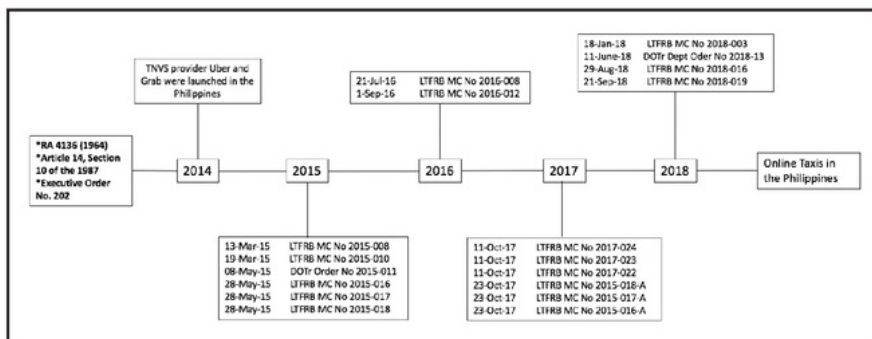 *RA 4136 (1964)
*Article 14, Section
10 of the 1987
*Executive Order
No. 202
TNVS provider Uber and
Grab were launched in the
Philippines
2014
2015
13-Mar-15 LTFRB MC No 2015-008
19-Mar-15 LTFRB MC No 2015-010
08-May-15 DOTr Order No 2015-011
28-May-15 LTFRB MC No 2015-016
28-May-15 LTFRB MC No 2015-017
28-May-15 LTFRB MC No 2015-018
21-Jul-16 LTFRB MC No 2016-008
1-Sep-16 LTFRB MC No 2016-012
2016
2017
11-Oct-17 LTFRB MC No 2017-024
11-Oct-17 LTFRB MC No 2017-023
11-Oct-17 LTFRB MC No 2017-022
23-Oct-17 LTFRB MC No 2015-018-A
23-Oct-17 LTFRB MC No 2015-017-A
23-Oct-17 LTFRB MC No 2015-016-A
18-Jan-18 LTFRB MC No 2018-003
11-June-18 DOTr Dept Oder No 2018-13
29-Aug-18 LTFRB MC No 2018-016
21-Sep-18 LTFRB MC No 2018-019
2018
Online Taxis in
the Philippines